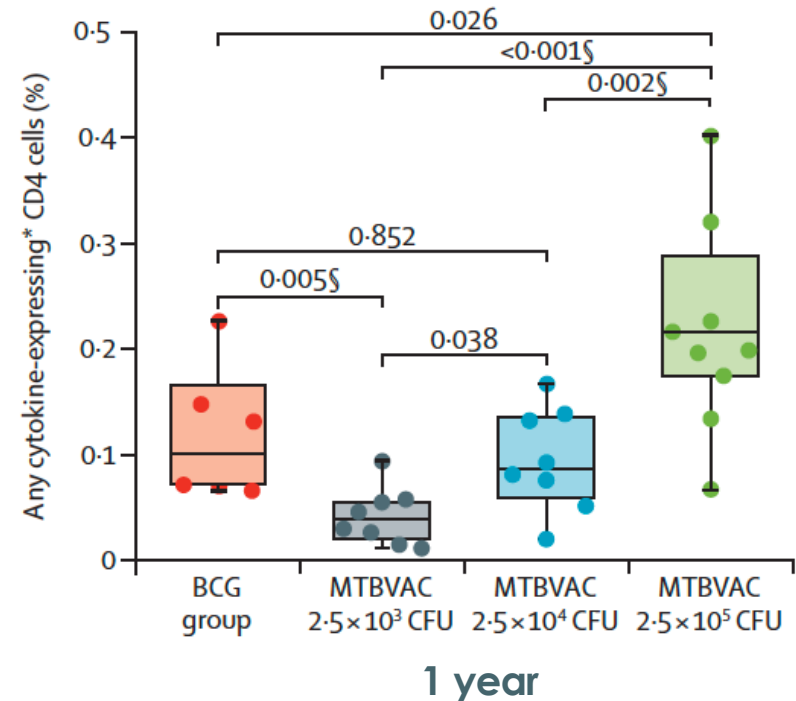 Any cytokine-expressing* CD4 cells (%)
0·5
0·4
0·3
0·2
0·1
0
0·026
<0·001§
0·002§
0·852
0·005§
0·038
BCG
group
MTBVAC
2·5×10³ CFU
MTBVAC
2·5×10⁴ CFU
MTBVAC
2·5×10⁵ CFU
1 year